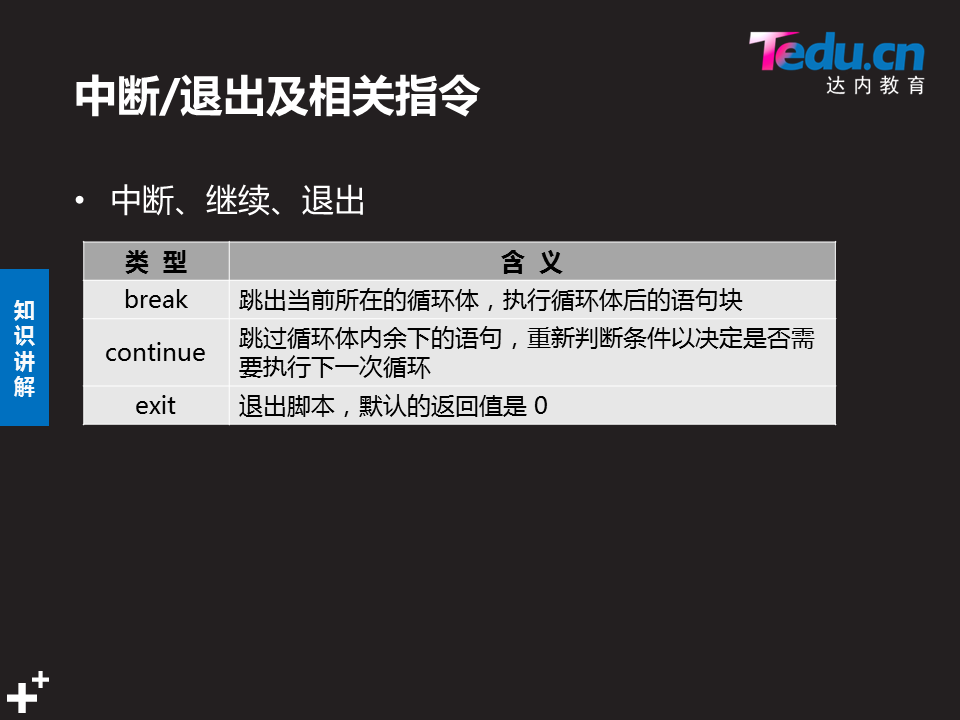 Tedu.cn
达内教育
中断/退出及相关指令
• 中断、继续、退出
类 型 含 义
break 跳出当前所在的循环体，执行循环体后的语句块
continue 跳过循环体内余下的语句，重新判断条件以决定是否需
要执行下一次循环
exit 退出脚本，默认的返回值是 0
知
识
讲
解